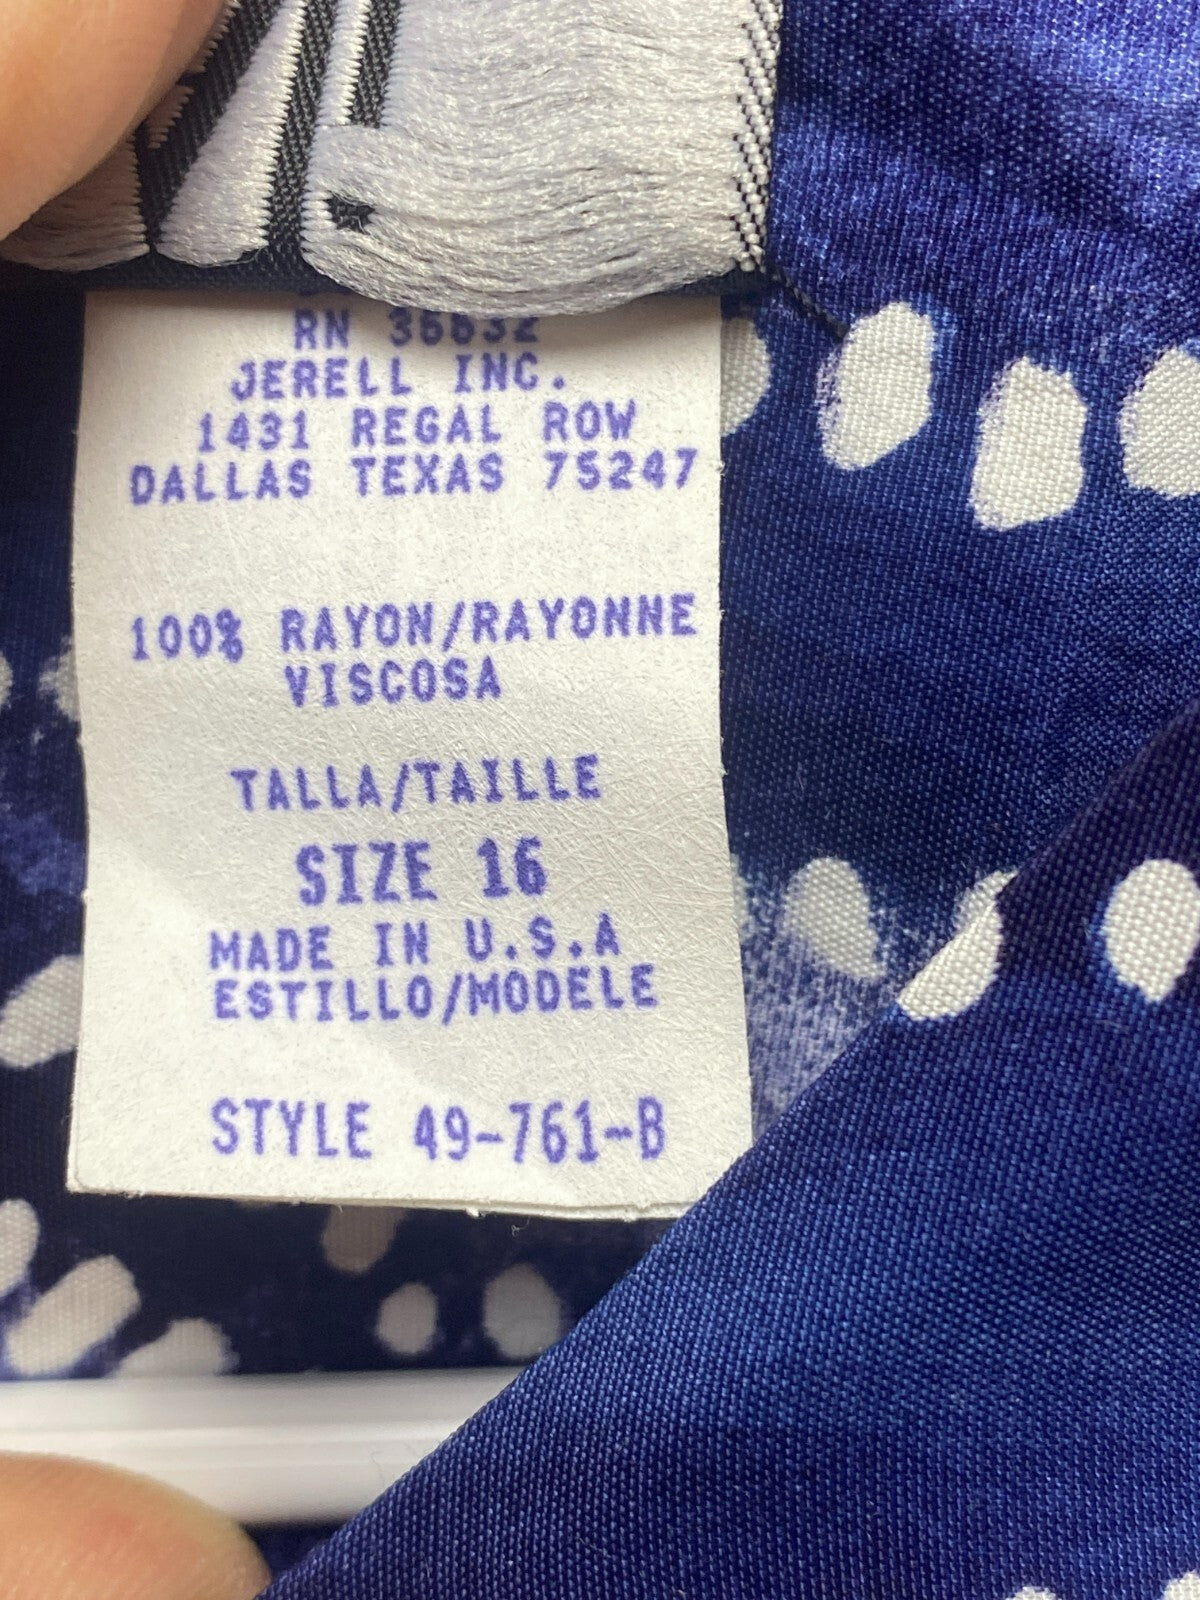 RN 36632
JERELL INC.
1431 REGAL ROW
DALLAS TEXAS 75247
100% RAYON/RAYONNE
VISCOSA
TALLA/TAILLE
SIZE 16
MADE IN U.S.A
ESTILLO/MODELE
STYLE 49-761-B